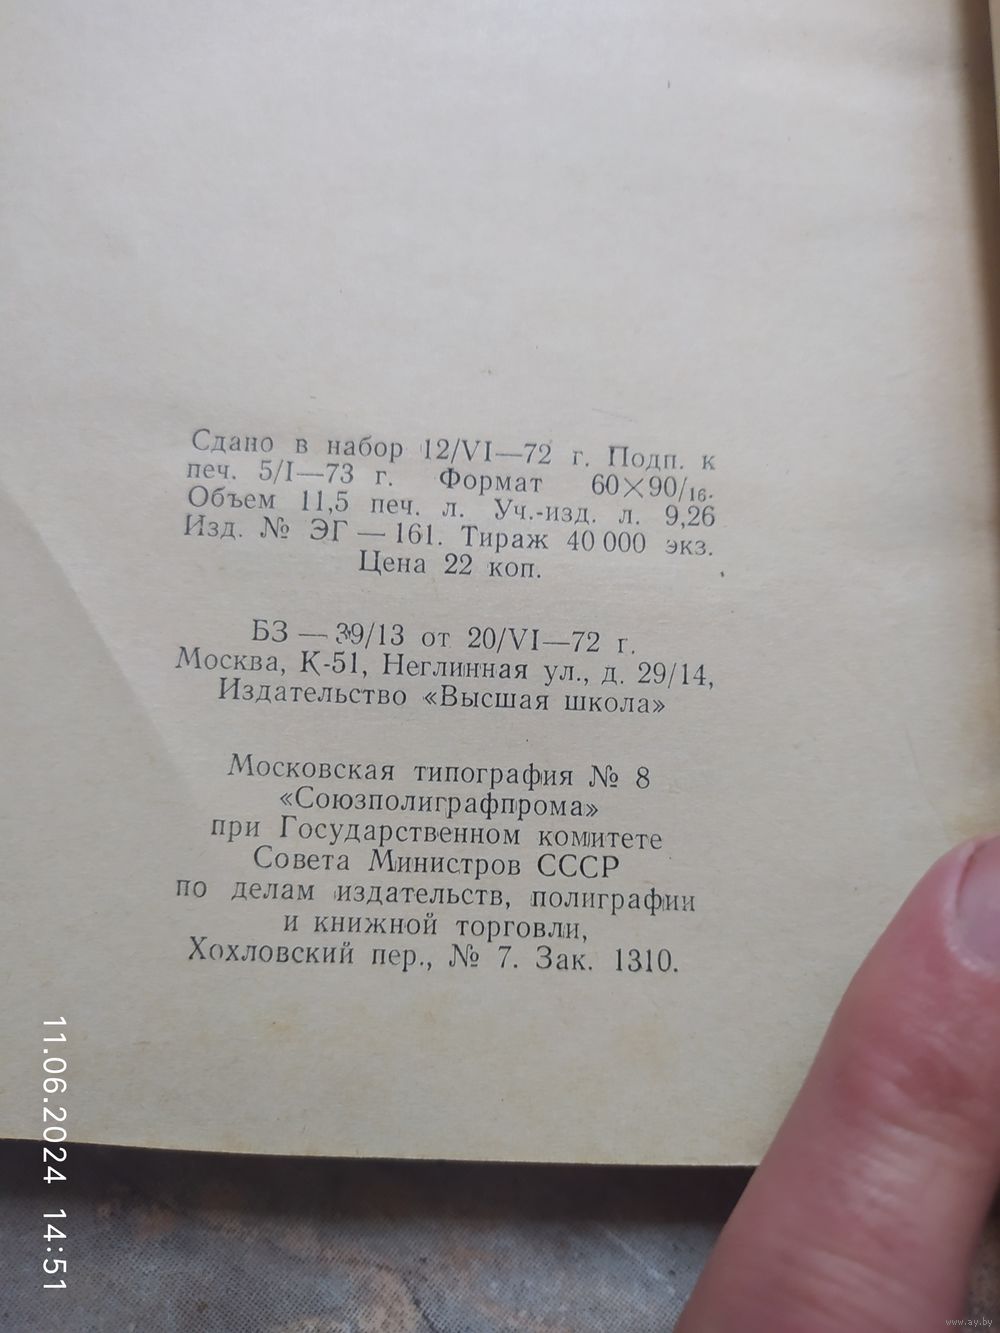 Сдано в набор 12/VI—72 г. Подп. к
печ. 5/I—73 г. Формат 60×90/16.
Объем 11,5 печ. л. Уч.-изд. л. 9,26
Изд. № ЭГ — 161. Тираж 40 000 экз.
Цена 22 коп.
БЗ — 39/13 от 20/VI—72 г.
Москва, К-51, Неглинная ул., д. 29/14,
Издательство «Высшая школа»
Московская типография № 8
«Союзполиграфпрома»
при Государственном комитете
Совета Министров СССР
по делам издательств, полиграфии
и книжной торговли,
Хохловский пер., № 7. Зак. 1310.
11.06.2024 14:51
www.ay.by